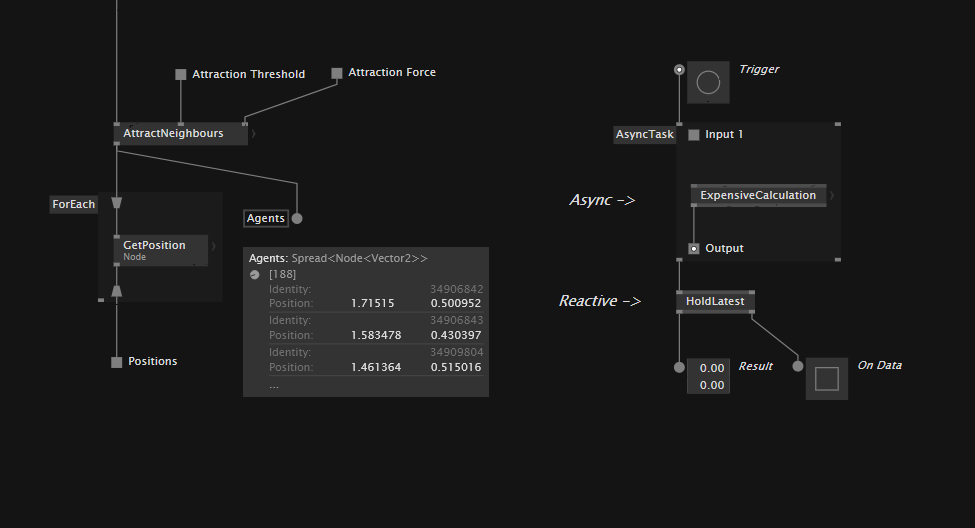 Attraction Threshold
Attraction Force
AttractNeighbours
ForEach
GetPosition
Node
Agents
Agents: Spread<Node<Vector2>>
[188]
Identity: 34906842
Position: 1.71515 0.500952
Identity: 34906843
Position: 1.583478 0.430397
Identity: 34909804
Position: 1.461364 0.515016
...
Positions
Trigger
AsyncTask
Input 1
Async ->
ExpensiveCalculation
Output
Reactive ->
HoldLatest
0.00
0.00
Result
On Data